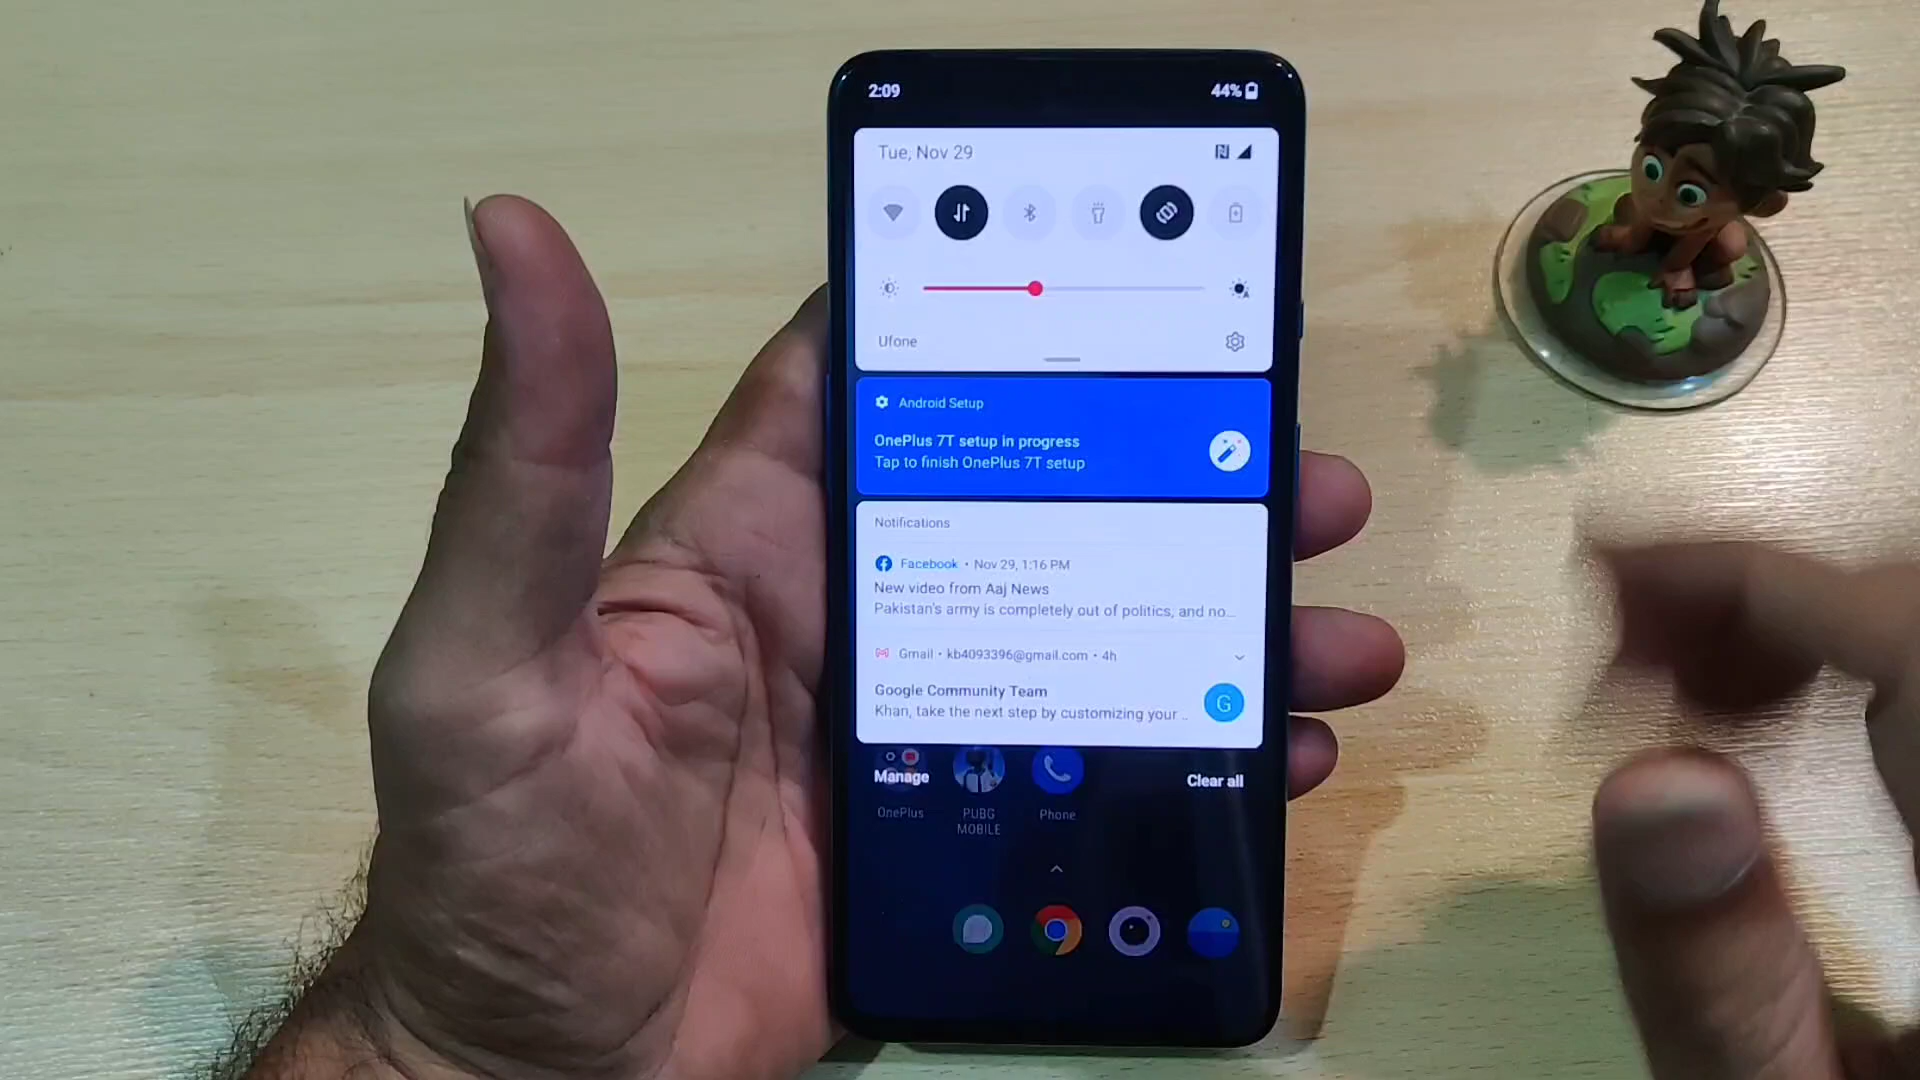 2:09
44%
Tue, Nov 29
Ufone
Android Setup
OnePlus 7T setup in progress
Tap to finish OnePlus 7T setup
Notifications
Facebook • Nov 29, 1:16 PM
New video from Aaj News
Pakistan's army is completely out of politics, and no...
Gmail • kb4093396@gmail.com • 4h
Google Community Team
Khan, take the next step by customizing your ..
G
Manage
Clear all
OnePlus
PUBG
MOBILE
Phone